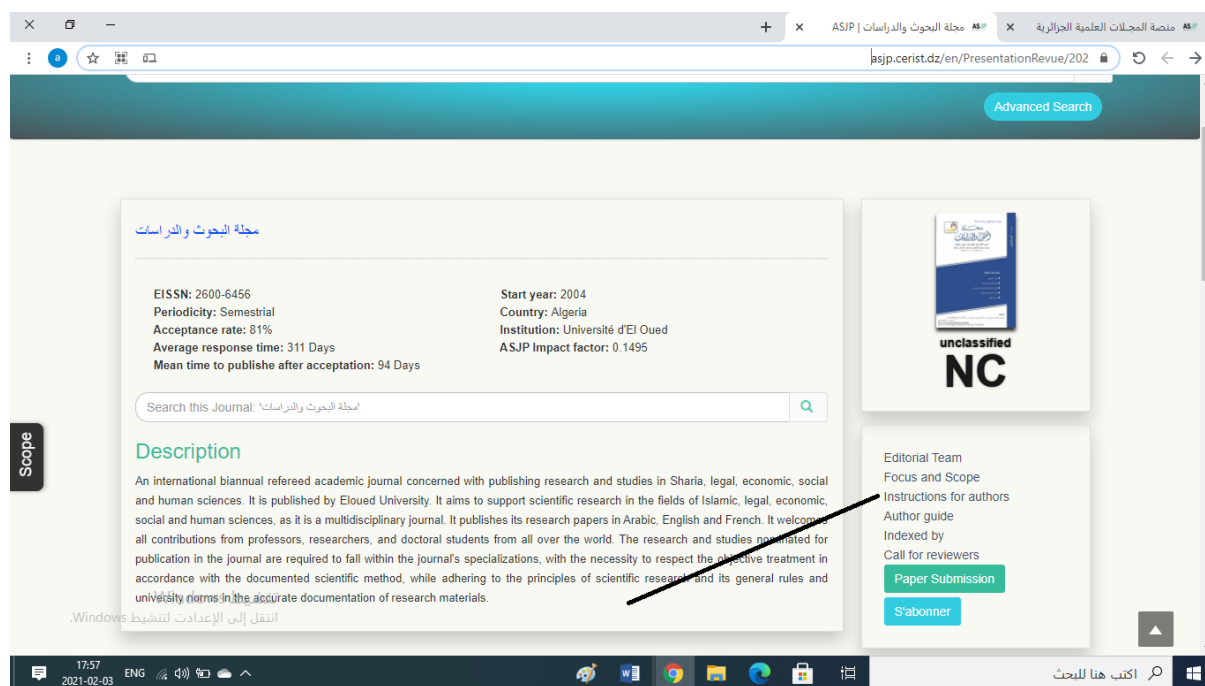 منصة المجلات العلمية الجزائرية
مجلة البحوث والدراسات | ASJP
asjp.cerist.dz/en/PresentationRevue/202
a
Advanced Search
مجلة البحوث والدراسات
EISSN: 2600-6456
Periodicity: Semestrial
Acceptance rate: 81%
Average response time: 311 Days
Mean time to publishe after acceptation: 94 Days
Start year: 2004
Country: Algeria
Institution: Université d'El Oued
ASJP Impact factor: 0.1495
Search this Journal: 'مجلة البحوث والدراسات'
Scope
Description
An international biannual refereed academic journal concerned with publishing research and studies in Sharia, legal, economic, social
and human sciences. It is published by Eloued University. It aims to support scientific research in the fields of Islamic, legal, economic,
social and human sciences, as it is a multidisciplinary journal. It publishes its research papers in Arabic, English and French. It welcomes
all contributions from professors, researchers, and doctoral students from all over the world. The research and studies nominated for
publication in the journal are required to fall within the journal's specializations, with the necessity to respect the objective treatment in
accordance with the documented scientific method, while adhering to the principles of scientific research and its general rules and
university norms in the accurate documentation of research materials.
تنشيط Windows
انتقل إلى الإعدادت لتنشيط Windows.
unclassified
NC
Editorial Team
Focus and Scope
Instructions for authors
Author guide
Indexed by
Call for reviewers
Paper Submission
S'abonner
17:57
2021-02-03
ENG
اكتب هنا للبحث